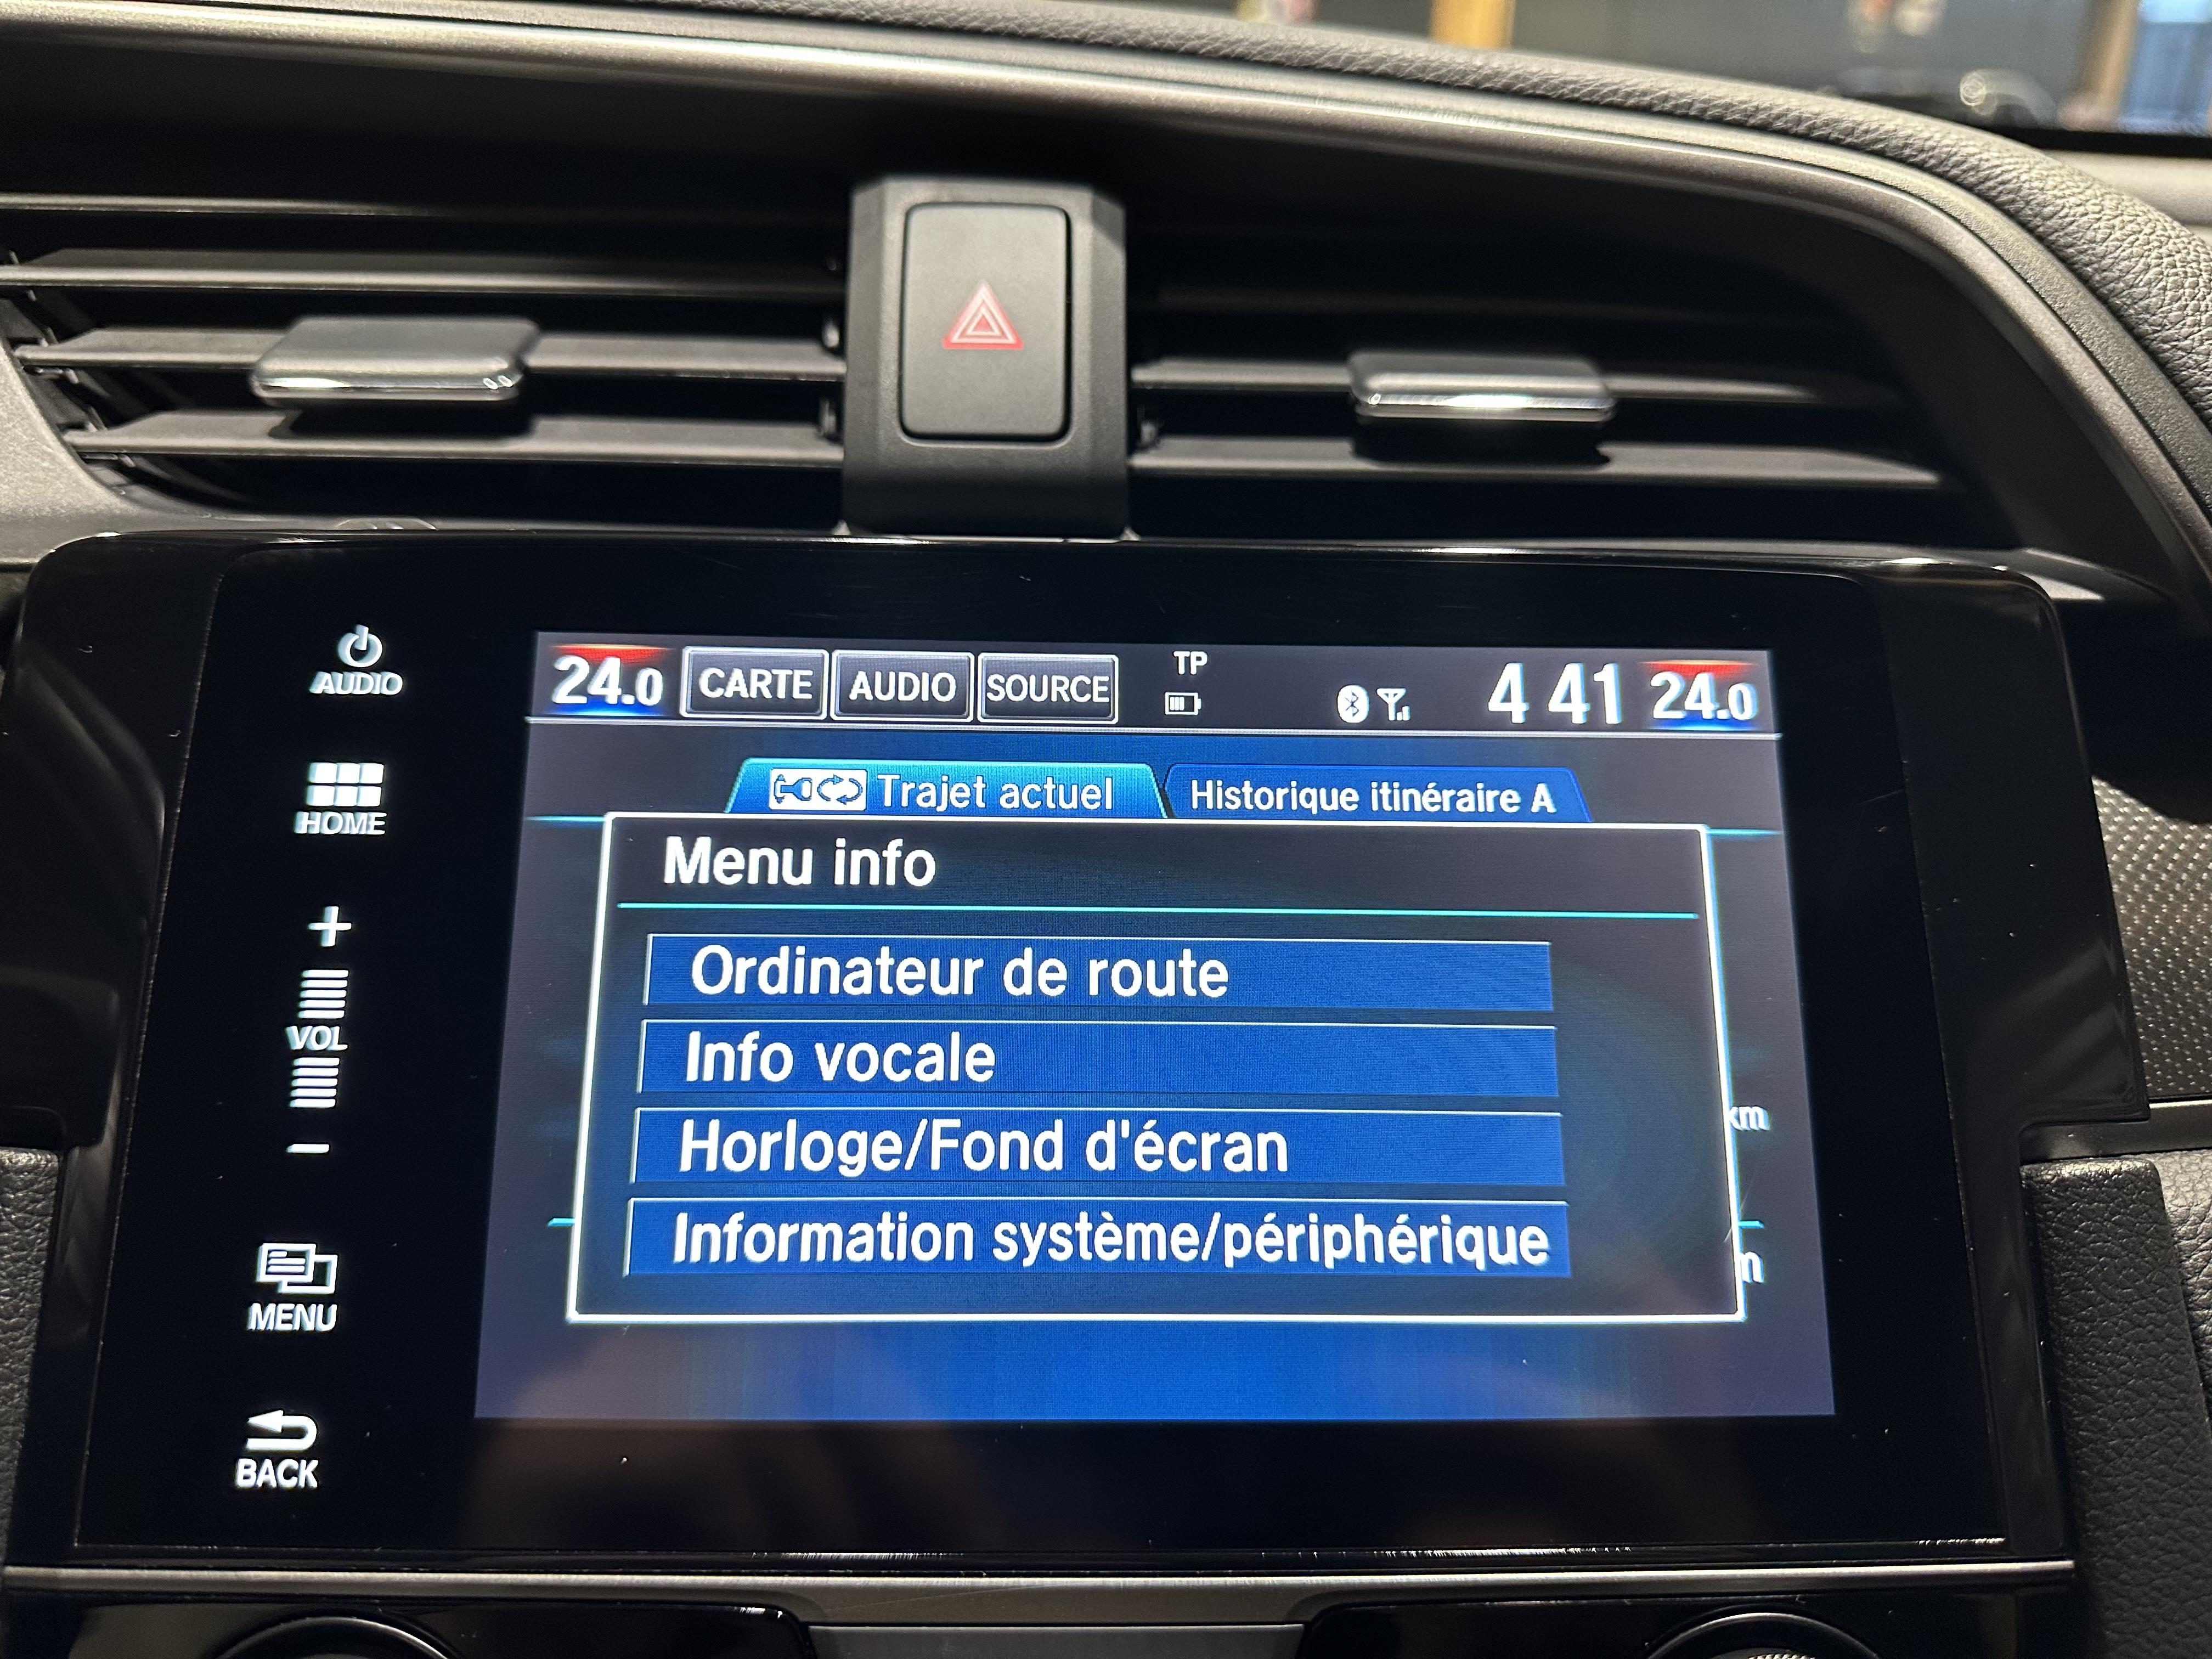 AUDIO
HOME
+
VOL
−
MENU
BACK
24.0 CARTE AUDIO SOURCE TP 4 41 24.0
Trajet actuel Historique itinéraire A
Menu info
Ordinateur de route
Info vocale
Horloge/Fond d'écran
Information système/périphérique
km